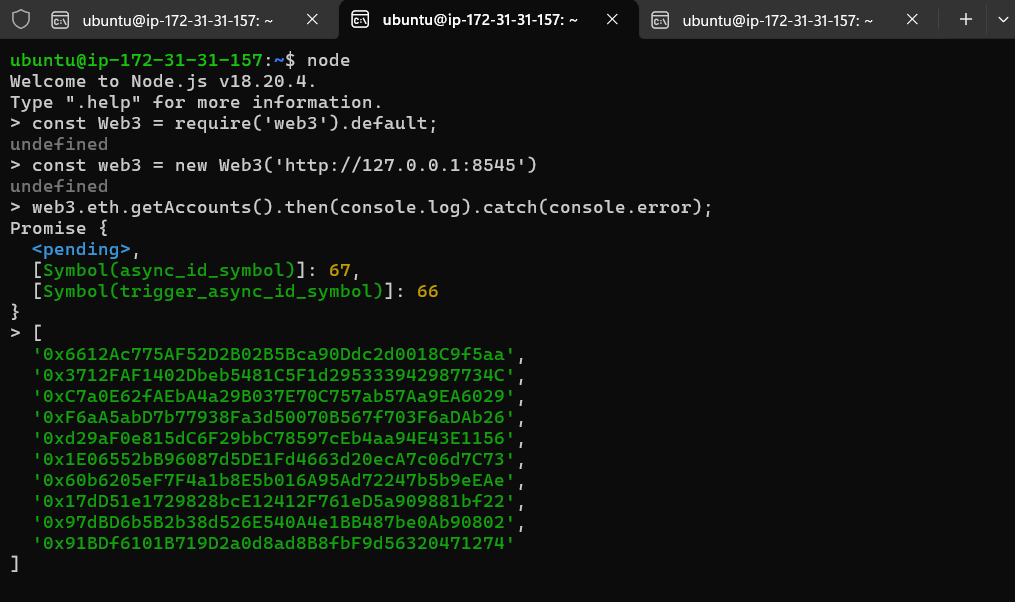 ubuntu@ip-172-31-31-157: ~
ubuntu@ip-172-31-31-157: ~
ubuntu@ip-172-31-31-157: ~
ubuntu@ip-172-31-31-157:~$ node
Welcome to Node.js v18.20.4.
Type ".help" for more information.
> const Web3 = require('web3').default;
undefined
> const web3 = new Web3('http://127.0.0.1:8545')
undefined
> web3.eth.getAccounts().then(console.log).catch(console.error);
Promise {
  <pending>,
  [Symbol(async_id_symbol)]: 67,
  [Symbol(trigger_async_id_symbol)]: 66
}
> [
  '0x6612Ac775AF52D2B02B5Bca90Ddc2d0018C9f5aa',
  '0x3712FAF1402Dbeb5481C5F1d295333942987734C',
  '0xC7a0E62fAEbA4a29B037E70C757ab57Aa9EA6029',
  '0xF6aA5abD7b77938Fa3d50070B567f703F6aDAb26',
  '0xd29aF0e815dC6F29bbC78597cEb4aa94E43E1156',
  '0x1E06552bB96087d5DE1Fd4663d20ecA7c06d7C73',
  '0x60b6205eF7F4a1b8E5b016A95Ad72247b5b9eEAe',
  '0x17dD51e1729828bcE12412F761eD5a909881bf22',
  '0x97dBD6b5B2b38d526E540A4e1BB487be0Ab90802',
  '0x91BDf6101B719D2a0d8ad8B8fbF9d56320471274'
]